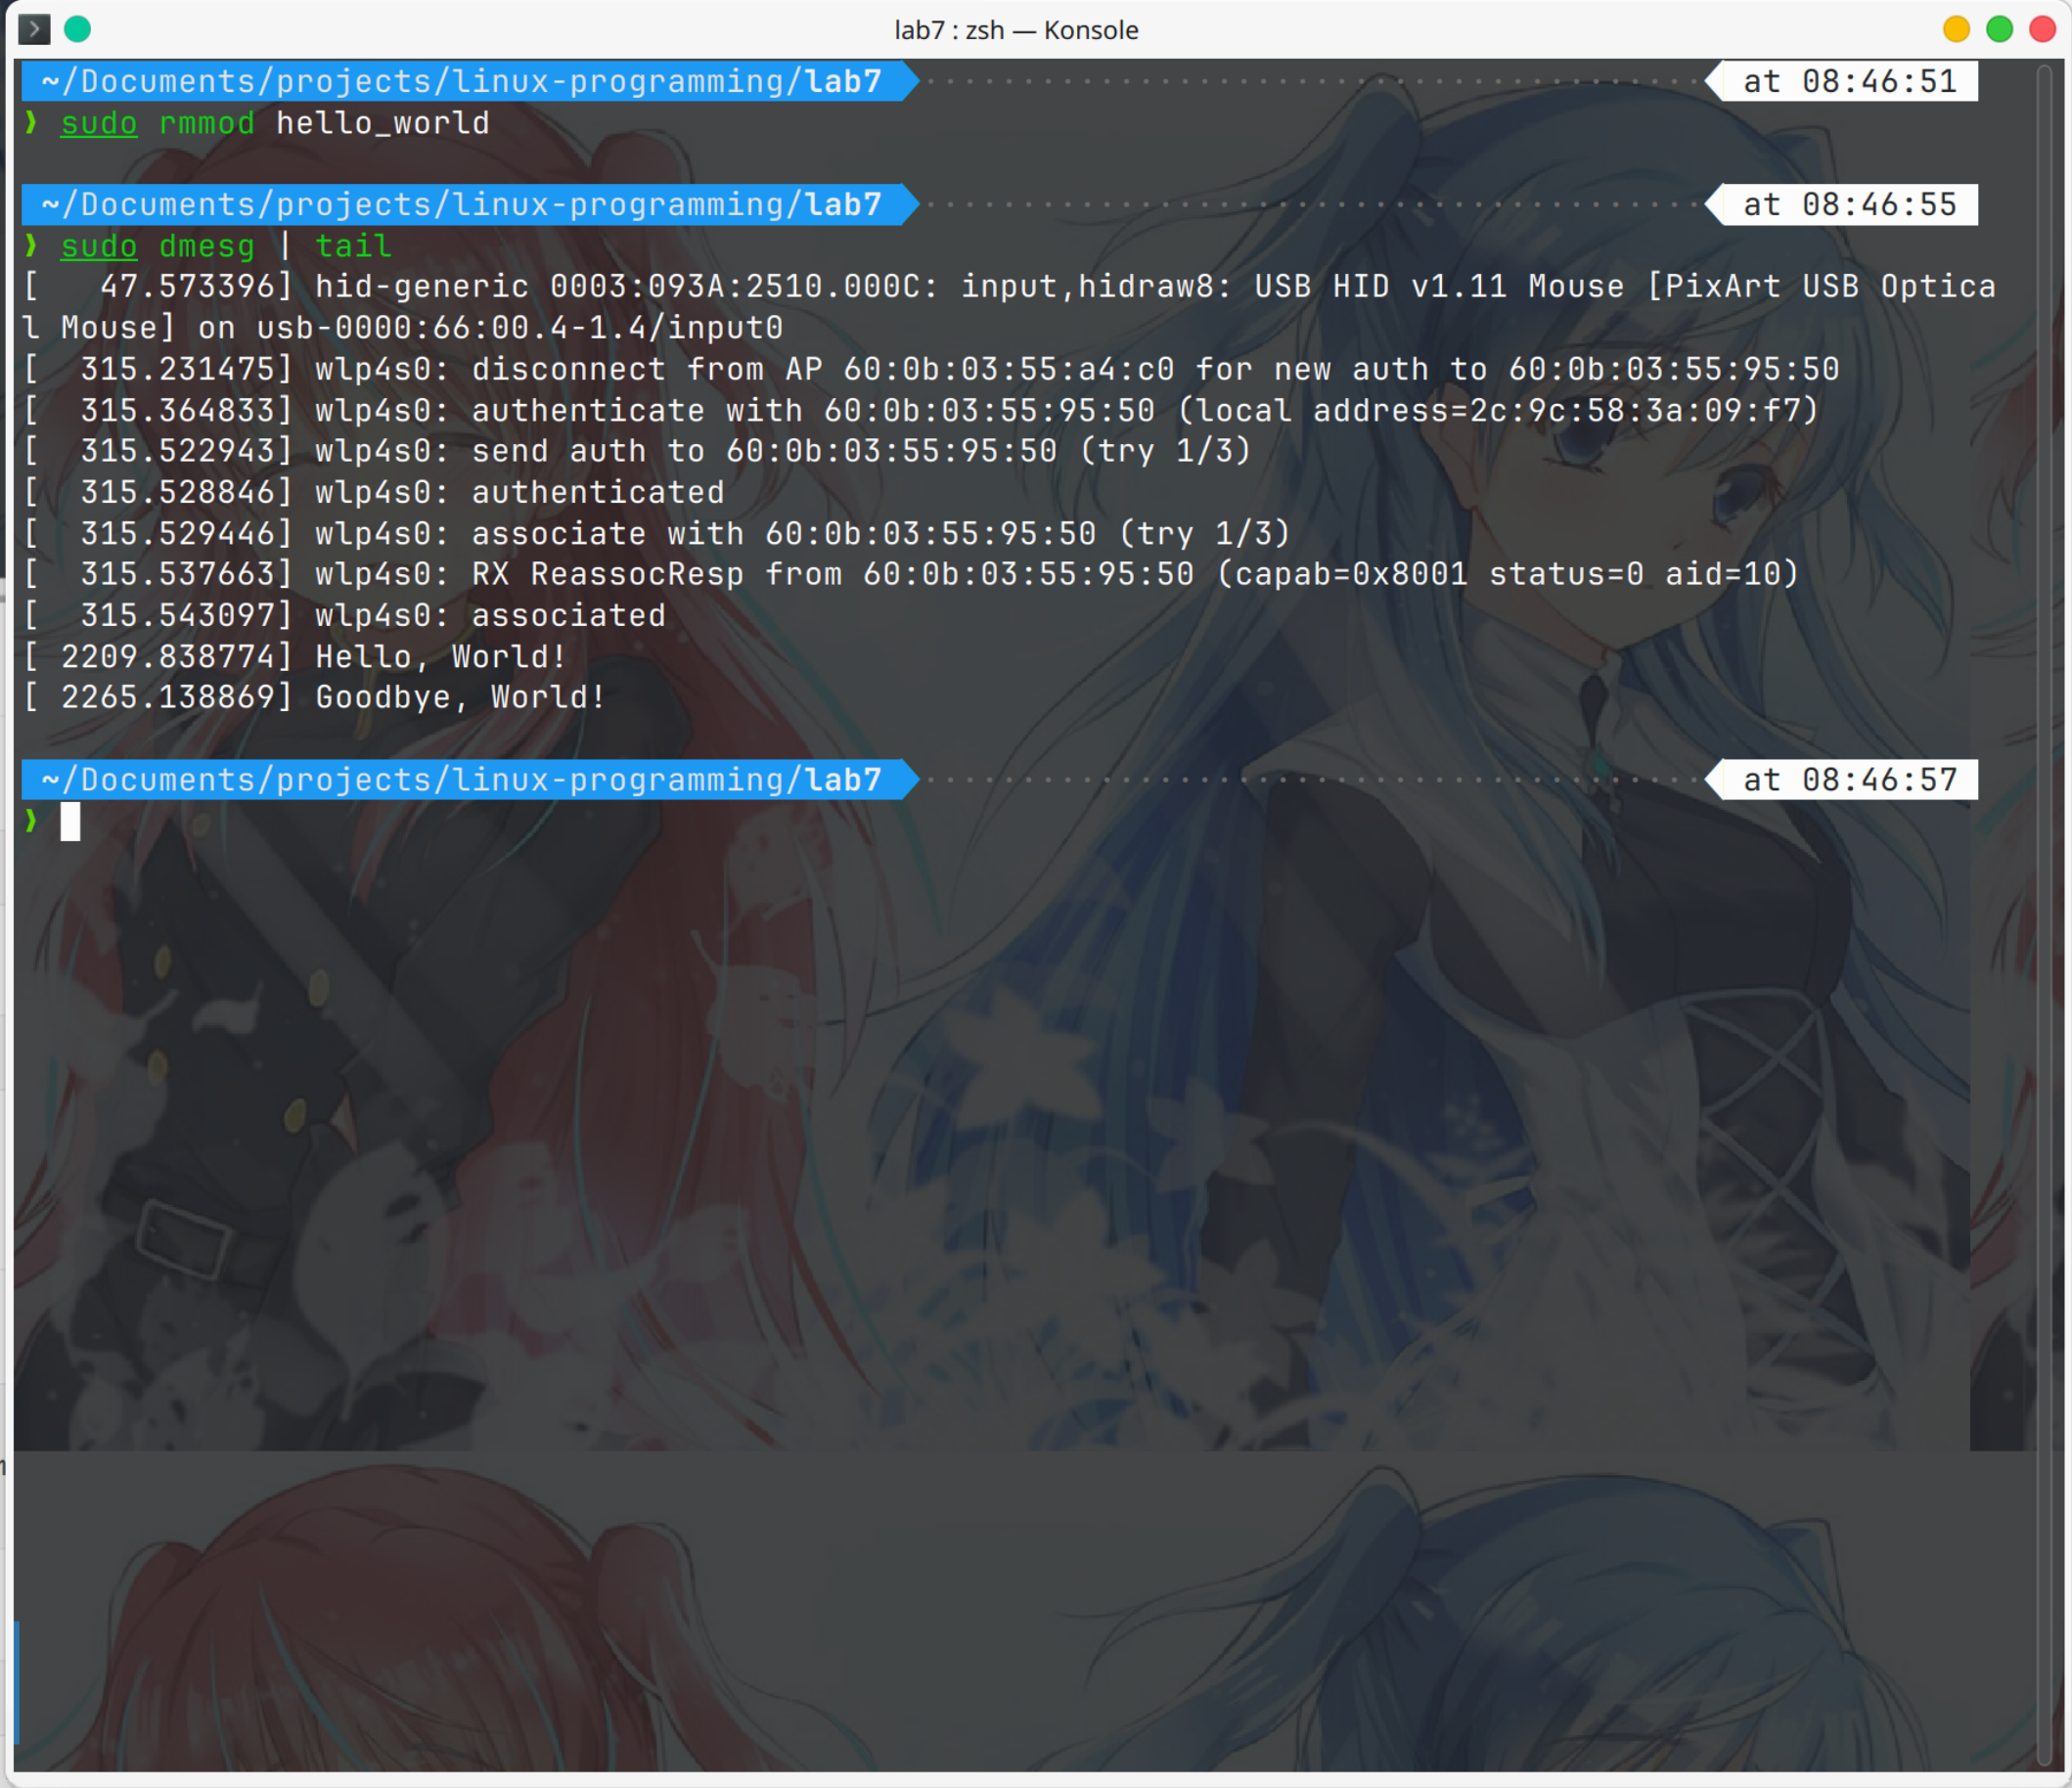 lab7 : zsh — Konsole
~/Documents/projects/linux-programming/lab7 at 08:46:51
❯ sudo rmmod hello_world
~/Documents/projects/linux-programming/lab7 at 08:46:55
❯ sudo dmesg | tail
[   47.573396] hid-generic 0003:093A:2510.000C: input,hidraw8: USB HID v1.11 Mouse [PixArt USB Optica
l Mouse] on usb-0000:66:00.4-1.4/input0
[  315.231475] wlp4s0: disconnect from AP 60:0b:03:55:a4:c0 for new auth to 60:0b:03:55:95:50
[  315.364833] wlp4s0: authenticate with 60:0b:03:55:95:50 (local address=2c:9c:58:3a:09:f7)
[  315.522943] wlp4s0: send auth to 60:0b:03:55:95:50 (try 1/3)
[  315.528846] wlp4s0: authenticated
[  315.529446] wlp4s0: associate with 60:0b:03:55:95:50 (try 1/3)
[  315.537663] wlp4s0: RX ReassocResp from 60:0b:03:55:95:50 (capab=0x8001 status=0 aid=10)
[  315.543097] wlp4s0: associated
[ 2209.838774] Hello, World!
[ 2265.138869] Goodbye, World!
~/Documents/projects/linux-programming/lab7 at 08:46:57
❯